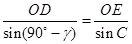 OD / sin(90° − γ) = OE / sin C